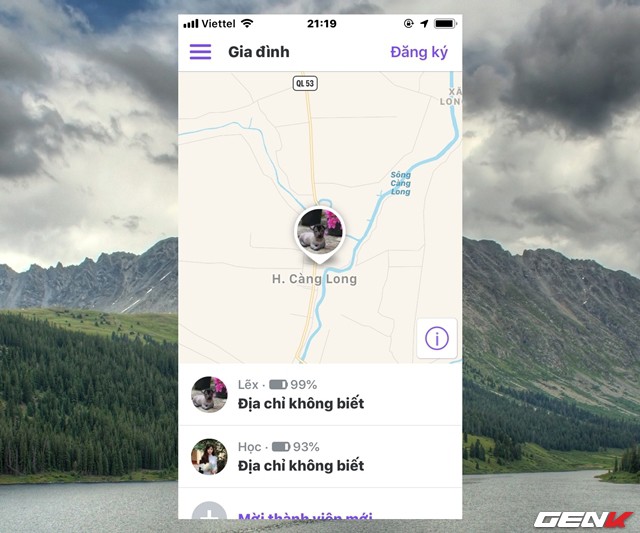 Viettel 21:19
Gia đình Đăng ký
QL 53
XÃ
LONG
Sông
Càng
Long
H. Càng Long
Lẽx · 99%
Địa chỉ không biết
Học · 93%
Địa chỉ không biết
Mời thành viên mới
GENK